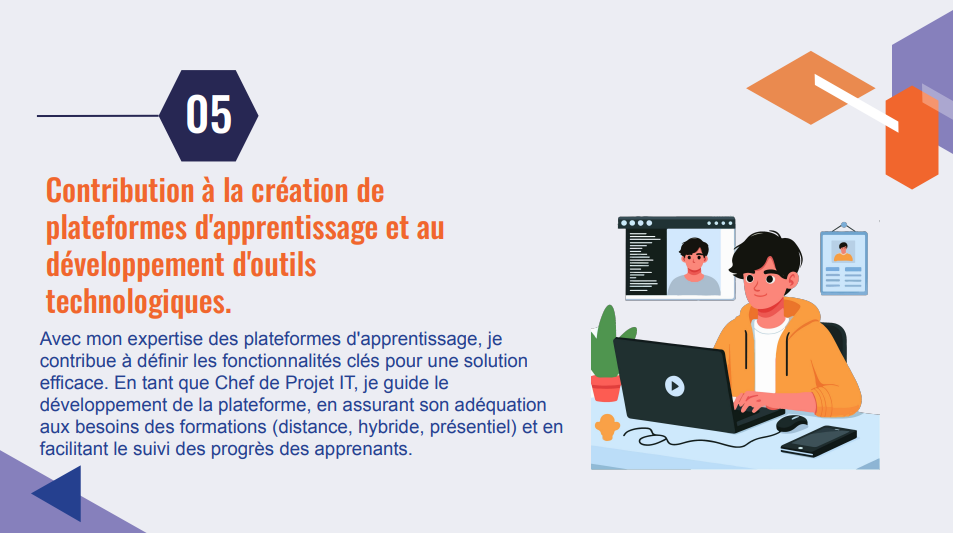 05
Contribution à la création de
plateformes d'apprentissage et au
développement d'outils
technologiques.
Avec mon expertise des plateformes d'apprentissage, je
contribue à définir les fonctionnalités clés pour une solution
efficace. En tant que Chef de Projet IT, je guide le
développement de la plateforme, en assurant son adéquation
aux besoins des formations (distance, hybride, présentiel) et en
facilitant le suivi des progrès des apprenants.